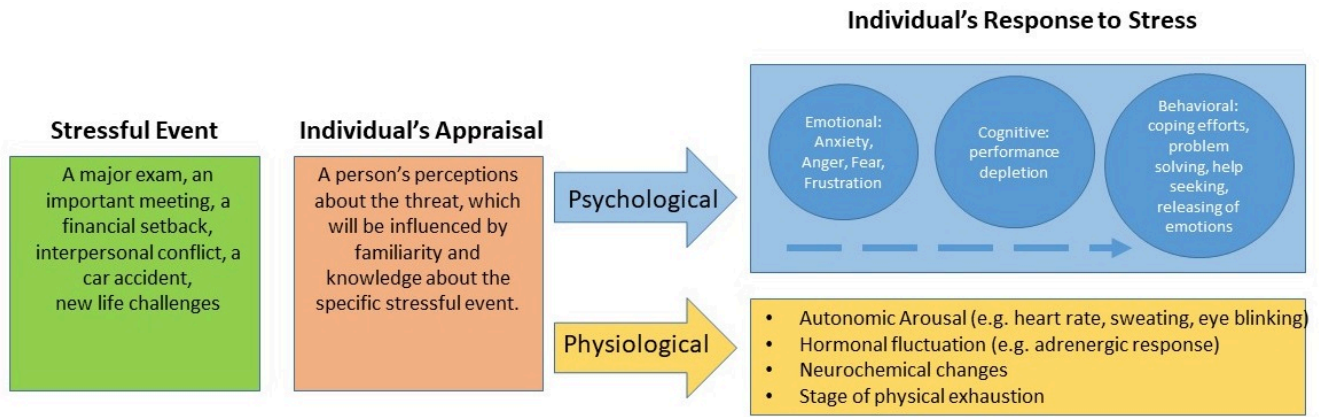 Individual's Response to Stress
Stressful Event
A major exam, an
important meeting, a
financial setback,
interpersonal conflict, a
car accident,
new life challenges
Individual's Appraisal
A person's perceptions
about the threat, which
will be influenced by
familiarity and
knowledge about the
specific stressful event.
Psychological
Emotional:
Anxiety,
Anger, Fear,
Frustration
Cognitive:
performance
depletion
Behavioral:
coping efforts,
problem
solving, help
seeking,
releasing of
emotions
Physiological
• Autonomic Arousal (e.g. heart rate, sweating, eye blinking)
• Hormonal fluctuation (e.g. adrenergic response)
• Neurochemical changes
• Stage of physical exhaustion